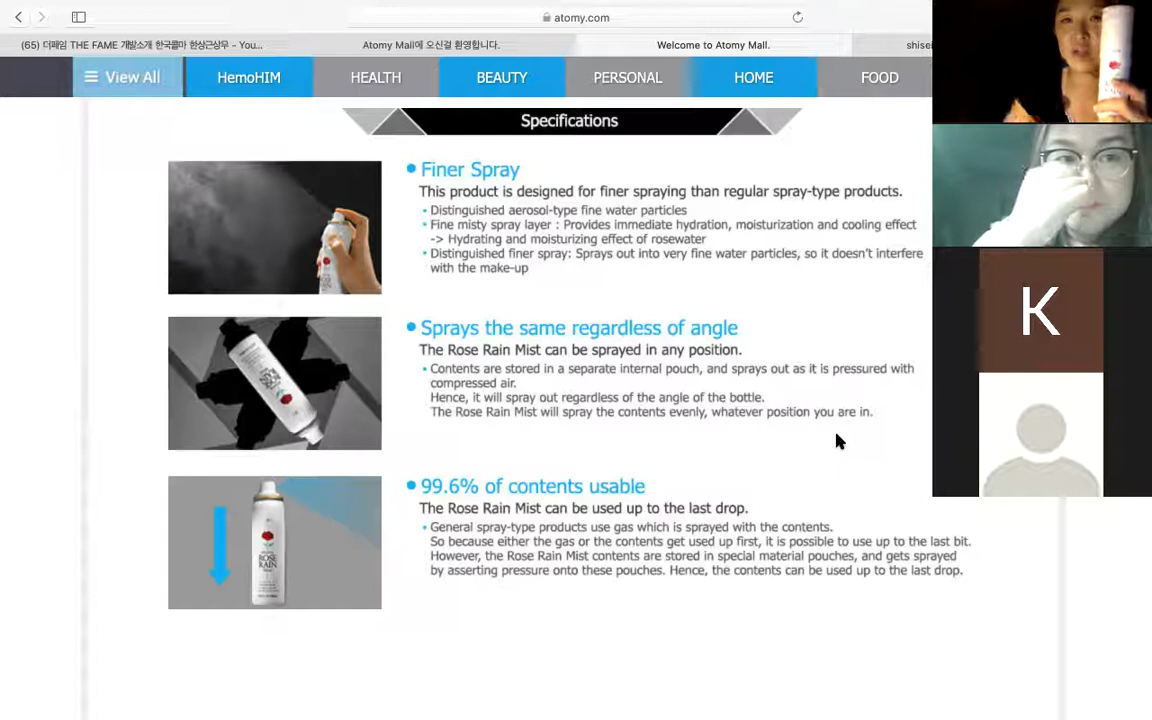 atomy.com
(65) 더페임 THE FAME 개발소개 한국콜마 한상근상무 - You...
Atomy Mall에 오신걸 환영합니다.
Welcome to Atomy Mall.
shisei
View All
HemoHIM
HEALTH
BEAUTY
PERSONAL
HOME
FOOD
Specifications
Finer Spray
This product is designed for finer spraying than regular spray-type products.
Distinguished aerosol-type fine water particles
Fine misty spray layer : Provides immediate hydration, moisturization and cooling effect
-> Hydrating and moisturizing effect of rosewater
Distinguished finer spray: Sprays out into very fine water particles, so it doesn't interfere
with the make-up
Sprays the same regardless of angle
The Rose Rain Mist can be sprayed in any position.
Contents are stored in a separate internal pouch, and sprays out as it is pressured with
compressed air.
Hence, it will spray out regardless of the angle of the bottle.
The Rose Rain Mist will spray the contents evenly, whatever position you are in.
99.6% of contents usable
The Rose Rain Mist can be used up to the last drop.
General spray-type products use gas which is sprayed with the contents.
So because either the gas or the contents get used up first, it is possible to use up to the last bit.
However, the Rose Rain Mist contents are stored in special material pouches, and gets sprayed
by asserting pressure onto these pouches. Hence, the contents can be used up to the last drop.
ROSE
RAIN
K